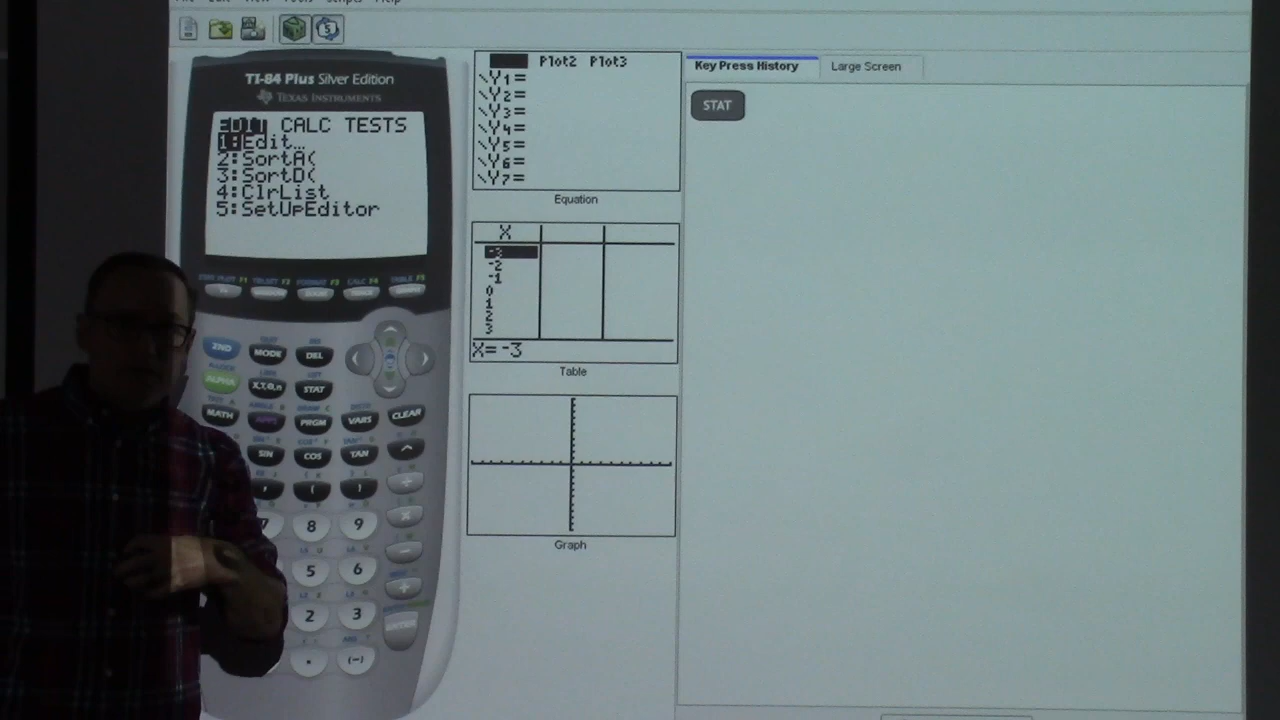 Key Press History Large Screen
STAT
TI-84 Plus Silver Edition
TEXAS INSTRUMENTS
EDIT CALC TESTS
1:Edit…
2:SortA(
3:SortD(
4:ClrList
5:SetUpEditor
Plot2 Plot3
\Y1=
\Y2=
\Y3=
\Y4=
\Y5=
\Y6=
\Y7=
Equation
X
-3
-2
-1
0
1
2
3
X=-3
Table
Graph
2ND MODE DEL
ALPHA X,T,Θ,n STAT
MATH APPS PRGM VARS CLEAR
SIN COS TAN ^
, ( ) ÷
7 8 9 ×
5 6 −
2 3 +
ENTER
. (−)